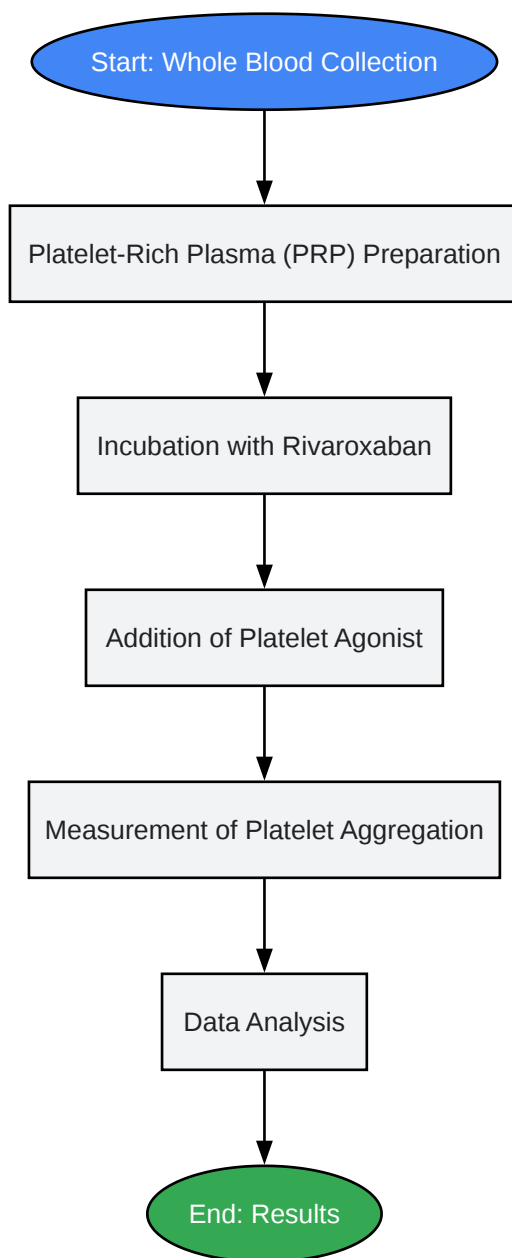 Start: Whole Blood Collection
Platelet-Rich Plasma (PRP) Preparation
Incubation with Rivaroxaban
Addition of Platelet Agonist
Measurement of Platelet Aggregation
Data Analysis
End: Results